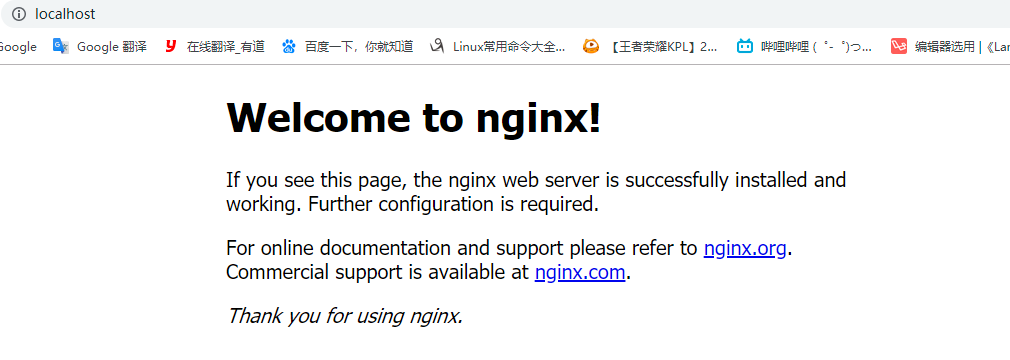 localhost
Google
Google 翻译
在线翻译_有道
百度一下，你就知道
Linux常用命令大全...
【王者荣耀KPL】2...
哔哩哔哩 (゜-゜)つ...
编辑器选用 |《Lar
Welcome to nginx!
If you see this page, the nginx web server is successfully installed and
working. Further configuration is required.
For online documentation and support please refer to nginx.org.
Commercial support is available at nginx.com.
Thank you for using nginx.